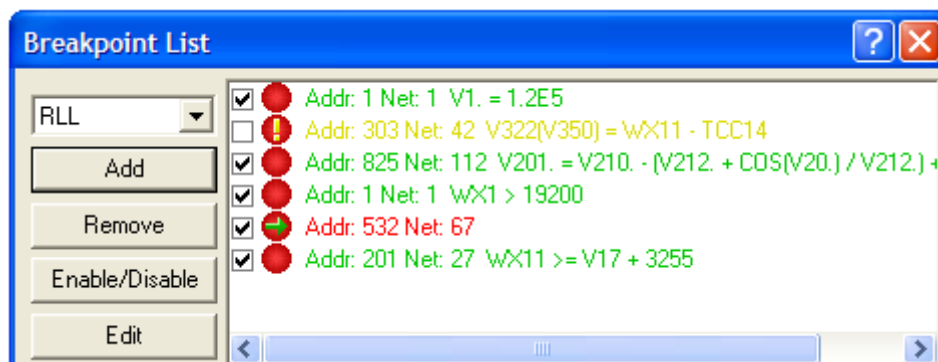 Breakpoint List
RLL
Add
Remove
Enable/Disable
Edit
Addr: 1 Net: 1 V1. = 1.2E5
Addr: 303 Net: 42 V322(V350) = WX11 - TCC14
Addr: 825 Net: 112 V201. = V210. - (V212. + COS(V20.) / V212.) +
Addr: 1 Net: 1 WX1 > 19200
Addr: 532 Net: 67
Addr: 201 Net: 27 WX11 >= V17 + 3255